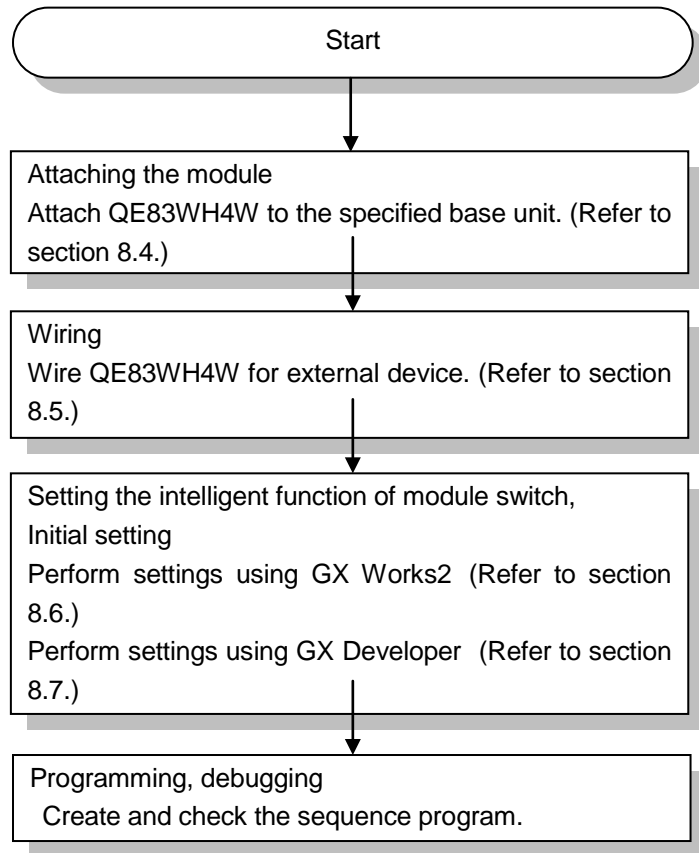 Start
Attaching the module
Attach QE83WH4W to the specified base unit. (Refer to
section 8.4.)
Wiring
Wire QE83WH4W for external device. (Refer to section
8.5.)
Setting the intelligent function of module switch,
Initial setting
Perform settings using GX Works2 (Refer to section
8.6.)
Perform settings using GX Developer (Refer to section
8.7.)
Programming, debugging
Create and check the sequence program.